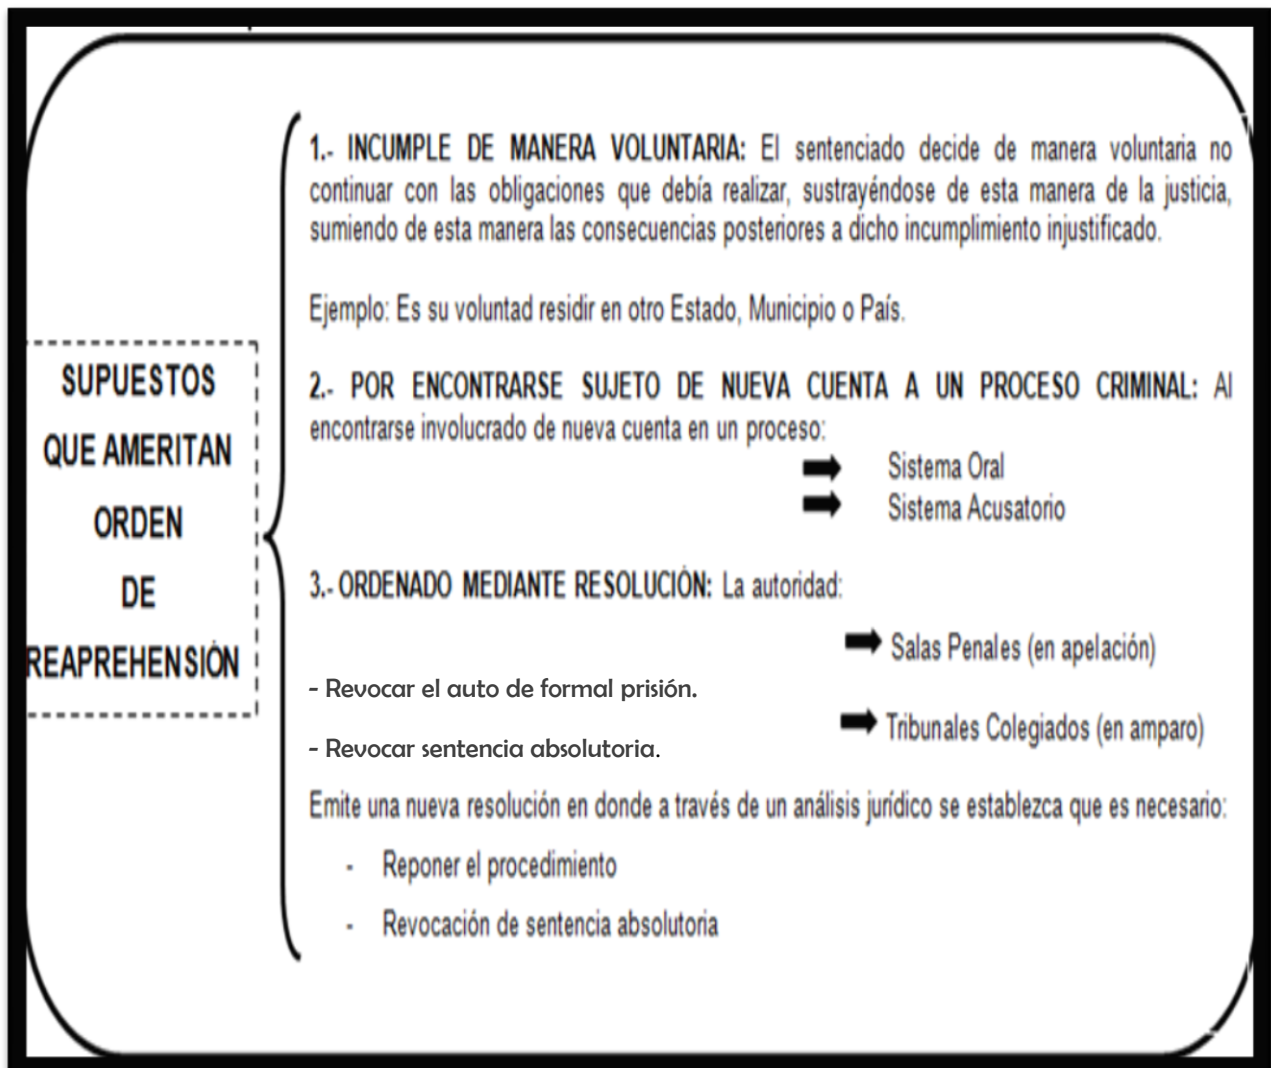 SUPUESTOS
QUE AMERITAN
ORDEN
DE
REAPREHENSIÓN
1.- INCUMPLE DE MANERA VOLUNTARIA: El sentenciado decide de manera voluntaria no
continuar con las obligaciones que debía realizar, sustrayéndose de esta manera de la justicia,
sumiendo de esta manera las consecuencias posteriores a dicho incumplimiento injustificado.
Ejemplo: Es su voluntad residir en otro Estado, Municipio o País.
2.- POR ENCONTRARSE SUJETO DE NUEVA CUENTA A UN PROCESO CRIMINAL: Al
encontrarse involucrado de nueva cuenta en un proceso:
Sistema Oral
Sistema Acusatorio
3.- ORDENADO MEDIANTE RESOLUCIÓN: La autoridad:
Salas Penales (en apelación)
- Revocar el auto de formal prisión.
Tribunales Colegiados (en amparo)
- Revocar sentencia absolutoria.
Emite una nueva resolución en donde a través de un análisis jurídico se establezca que es necesario:
- Reponer el procedimiento
- Revocación de sentencia absolutoria